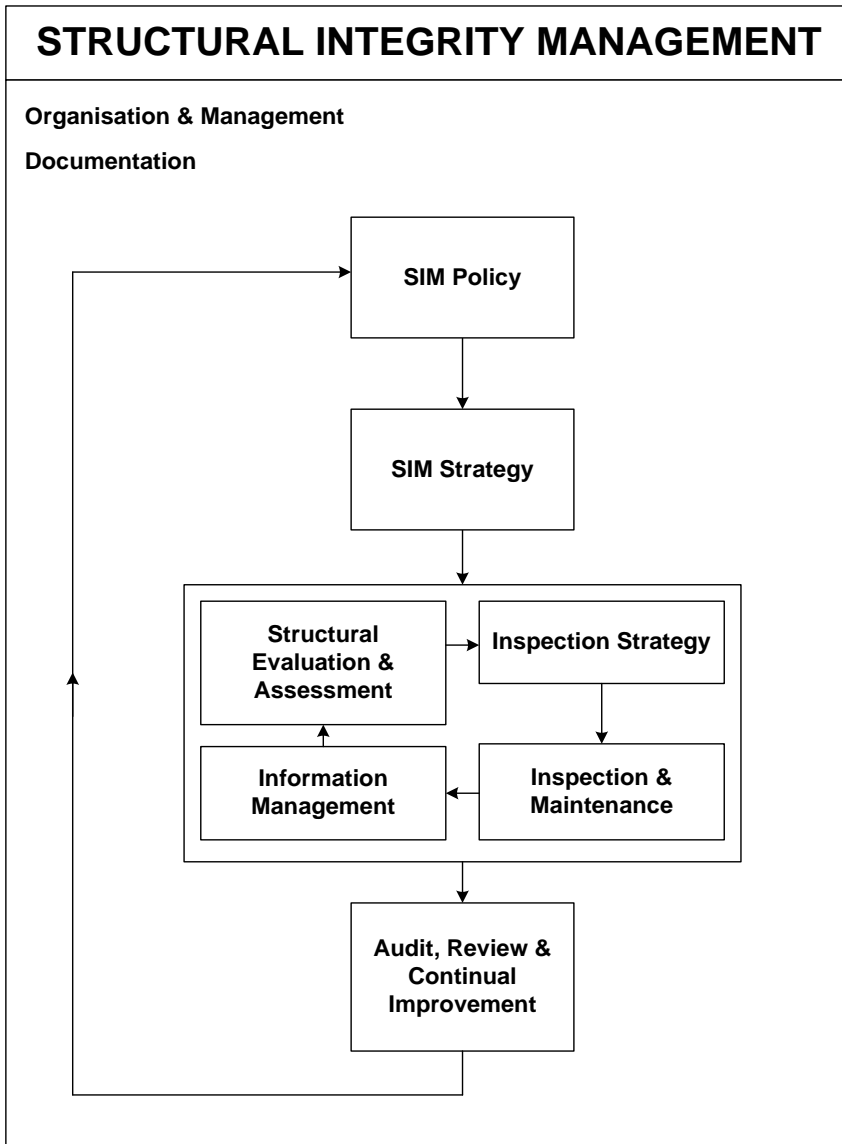 STRUCTURAL INTEGRITY MANAGEMENT
Organisation & Management
Documentation
SIM Policy
SIM Strategy
Structural
Evaluation &
Assessment
Inspection Strategy
Information
Management
Inspection &
Maintenance
Audit, Review &
Continual
Improvement